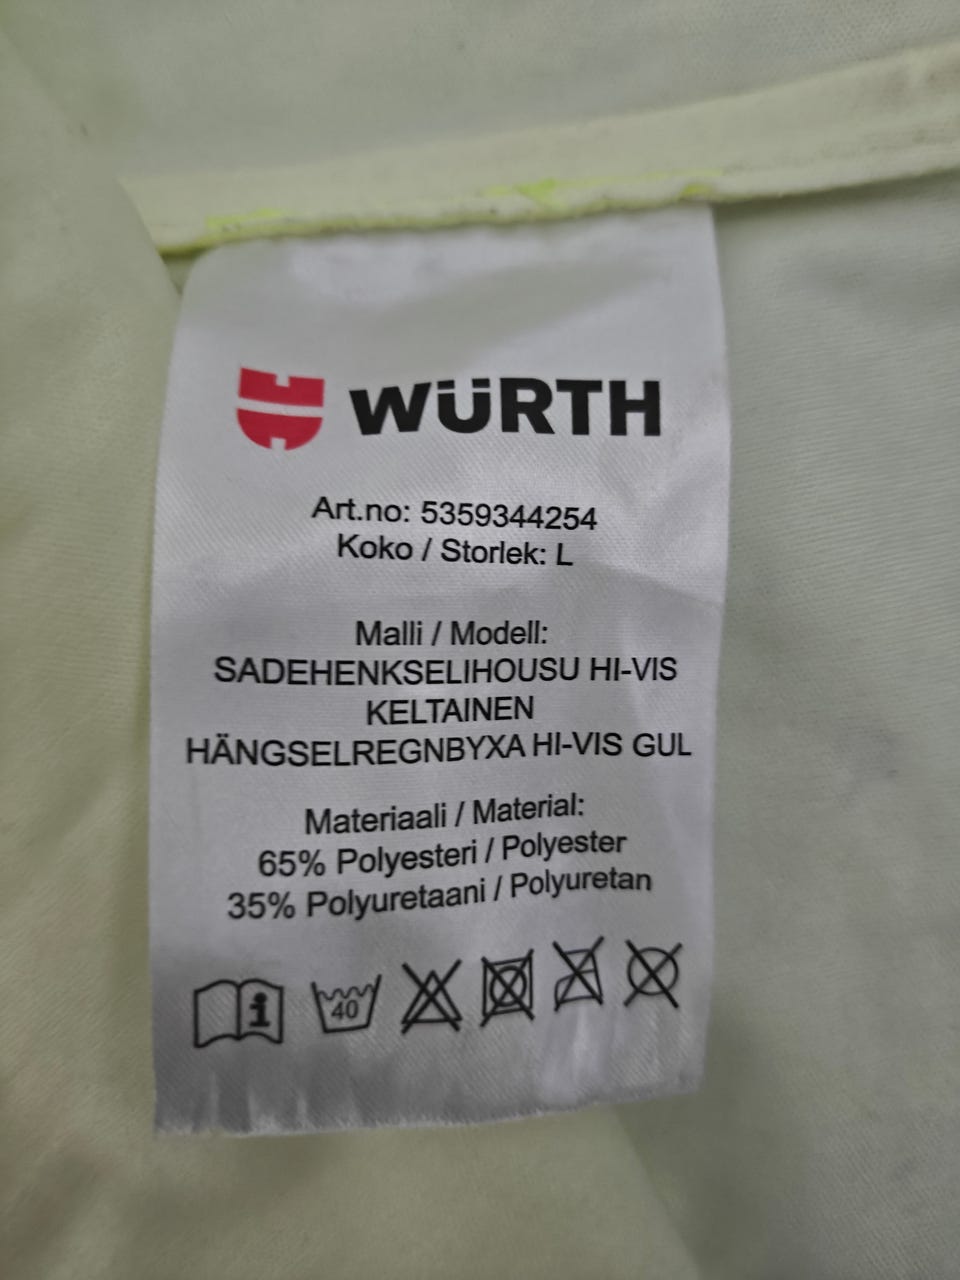 WÜRTH
Art.no: 5359344254
Koko / Storlek: L
Malli / Modell:
SADEHENKSELIHOUSU HI-VIS
KELTAINEN
HÄNGSELREGNBYXA HI-VIS GUL
Materiaali / Material:
65% Polyesteri / Polyester
35% Polyuretaani / Polyuretan
40